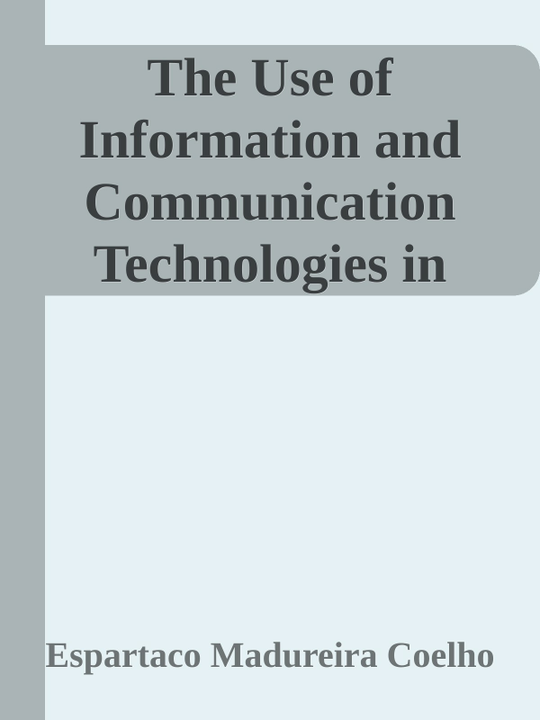 The Use of
Information and
Communication
Technologies in
Espartaco Madureira Coelho